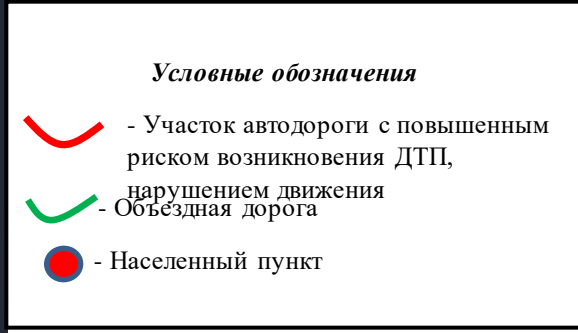 Условные обозначения
- Участок автодороги с повышенным
риском возникновения ДТП,
нарушением движения
- Объездная дорога
- Населенный пункт